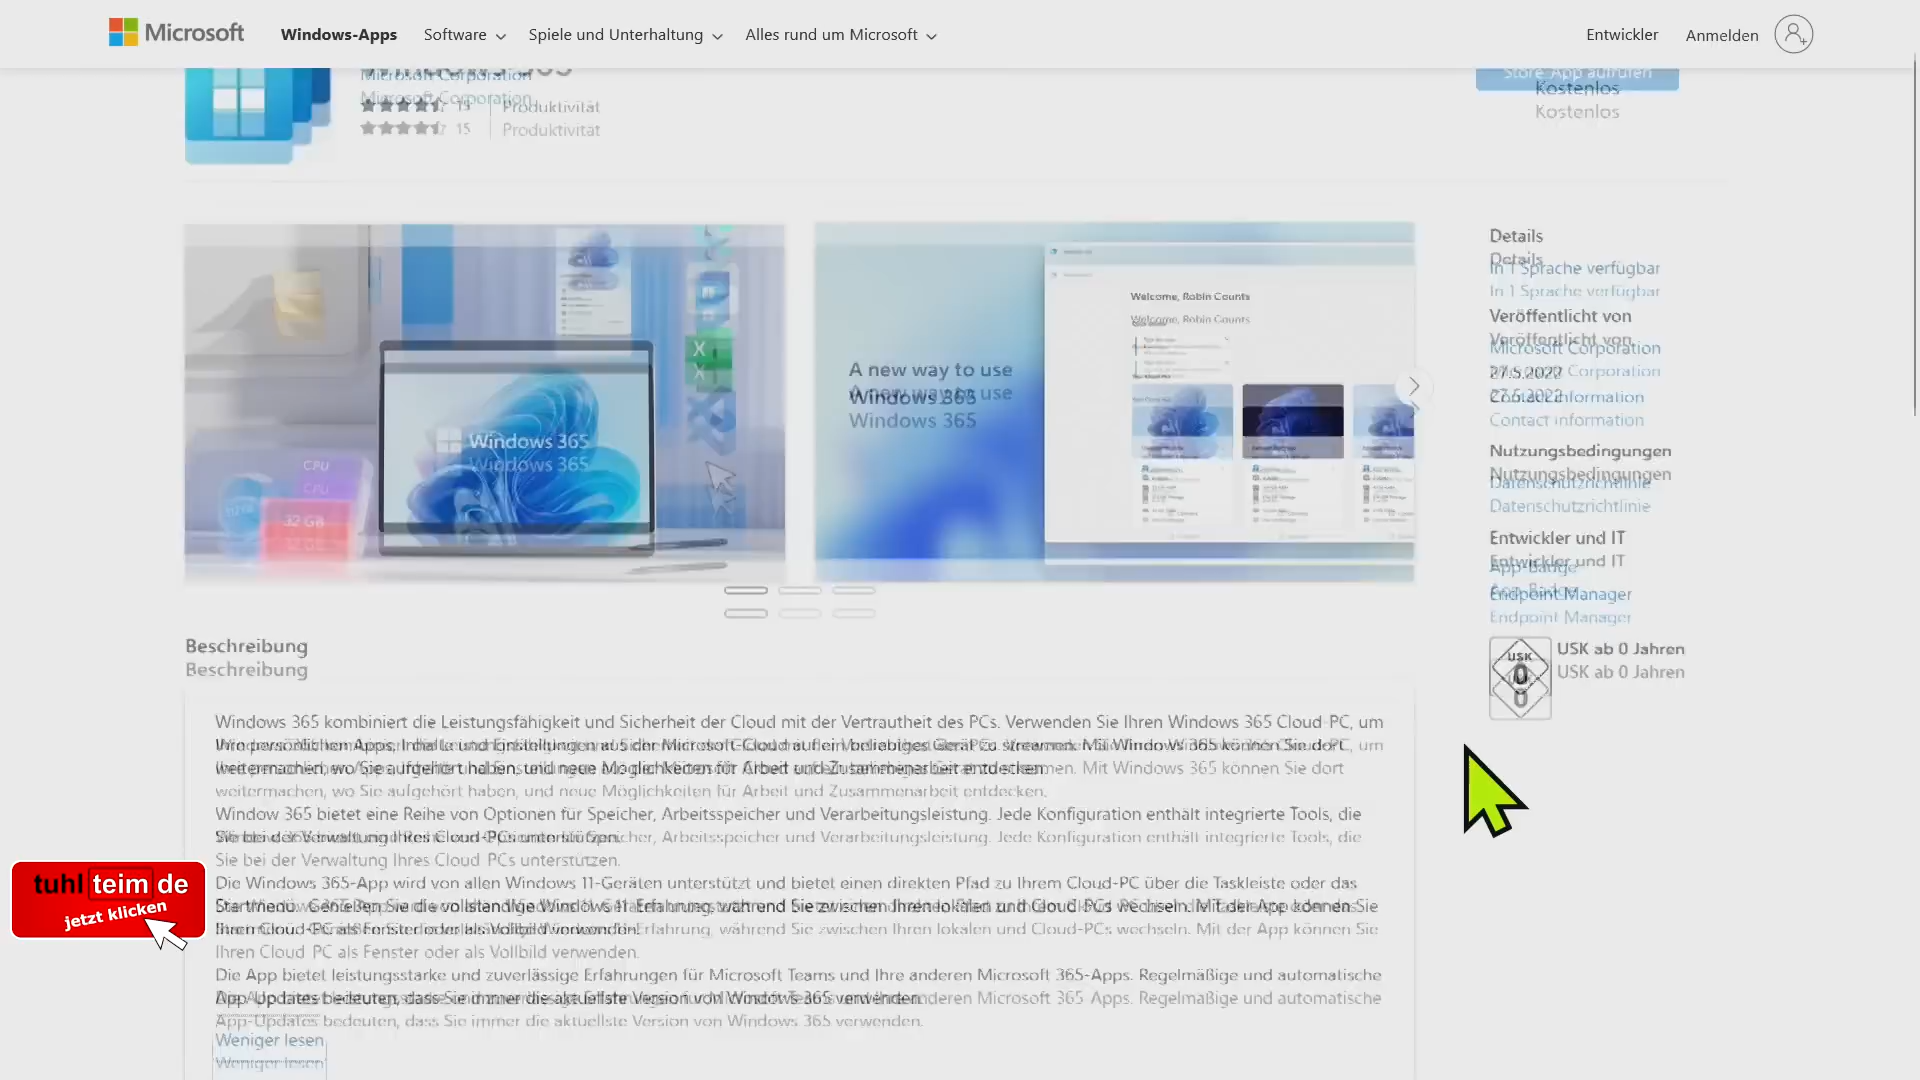 Microsoft
Windows-Apps
Software
Spiele und Unterhaltung
Alles rund um Microsoft
Entwickler
Anmelden
Windows 365
Microsoft Corporation
15
Produktivität
Store-App aufrufen
Kostenlos
Windows 365
CPU
32 GB
A new way to use
Windows 365
Welcome, Robin Counts
Details
In 1 Sprache verfügbar
Veröffentlicht von
Microsoft Corporation
27.5.2022
Contact information
Nutzungsbedingungen
Datenschutzrichtlinie
Entwickler und IT
App-Badge
Endpoint Manager
USK
0
USK ab 0 Jahren
Beschreibung
Windows 365 kombiniert die Leistungsfähigkeit und Sicherheit der Cloud mit der Vertrautheit des PCs. Verwenden Sie Ihren Windows 365 Cloud-PC, um
Ihre persönlichen Apps, Inhalte und Einstellungen aus der Microsoft-Cloud auf ein beliebiges Gerät zu streamen. Mit Windows 365 können Sie dort
weitermachen, wo Sie aufgehört haben, und neue Möglichkeiten für Arbeit und Zusammenarbeit entdecken.
Window 365 bietet eine Reihe von Optionen für Speicher, Arbeitsspeicher und Verarbeitungsleistung. Jede Konfiguration enthält integrierte Tools, die
Sie bei der Verwaltung Ihres Cloud-PCs unterstützen.
Die Windows 365-App wird von allen Windows 11-Geräten unterstützt und bietet einen direkten Pfad zu Ihrem Cloud-PC über die Taskleiste oder das
Startmenü. Genießen Sie die vollständige Windows 11-Erfahrung, während Sie zwischen Ihren lokalen und Cloud-PCs wechseln. Mit der App können Sie
Ihren Cloud-PC als Fenster oder als Vollbild verwenden.
Die App bietet leistungsstarke und zuverlässige Erfahrungen für Microsoft Teams und Ihre anderen Microsoft 365-Apps. Regelmäßige und automatische
App-Updates bedeuten, dass Sie immer die aktuellste Version von Windows 365 verwenden.
Weniger lesen
tuhl teim de
jetzt klicken